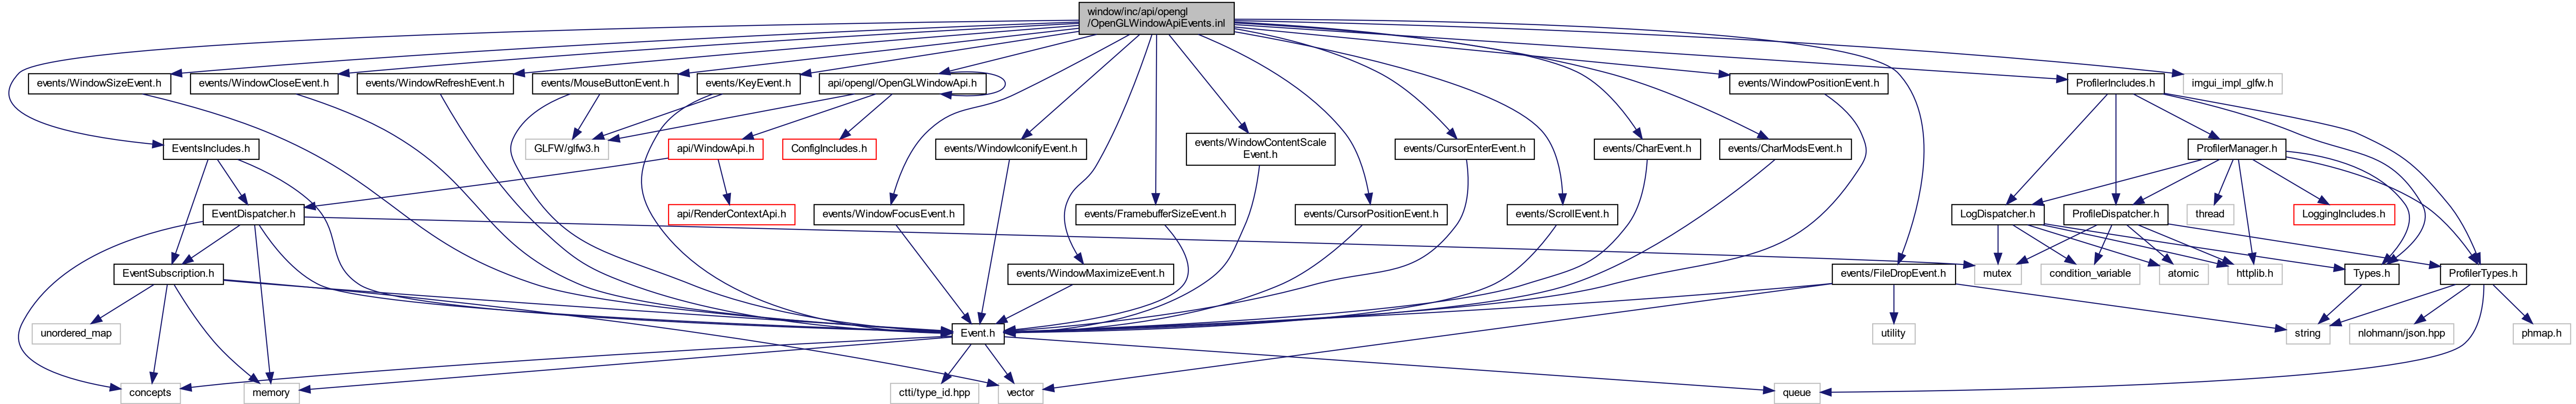 window/inc/api/opengl
/OpenGLWindowApiEvents.inl
events/WindowSizeEvent.h
events/WindowCloseEvent.h
events/WindowRefreshEvent.h
events/MouseButtonEvent.h
events/KeyEvent.h
api/opengl/OpenGLWindowApi.h
events/WindowPositionEvent.h
ProfilerIncludes.h
imgui_impl_glfw.h
EventsIncludes.h
GLFW/glfw3.h
api/WindowApi.h
ConfigIncludes.h
events/WindowIconifyEvent.h
events/WindowContentScale
Event.h
events/CursorEnterEvent.h
events/CharEvent.h
events/CharModsEvent.h
ProfilerManager.h
EventDispatcher.h
api/RenderContextApi.h
events/WindowFocusEvent.h
events/FramebufferSizeEvent.h
events/CursorPositionEvent.h
events/ScrollEvent.h
LogDispatcher.h
ProfileDispatcher.h
thread
LoggingIncludes.h
EventSubscription.h
events/WindowMaximizeEvent.h
events/FileDropEvent.h
mutex
condition_variable
atomic
httplib.h
Types.h
ProfilerTypes.h
unordered_map
Event.h
utility
string
nlohmann/json.hpp
phmap.h
concepts
memory
ctti/type_id.hpp
vector
queue